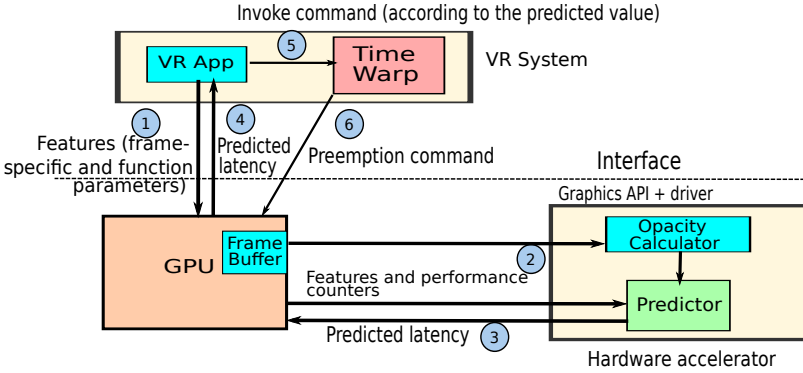 Invoke command (according to the predicted value)
5
VR App
Time
Warp
VR System
1
4
6
Features (frame-
specific and function
parameters)
Predicted
latency
Preemption command
Interface
Graphics API + driver
GPU
Frame
Buffer
Opacity
Calculator
2
Features and performance
counters
Predictor
Predicted latency
3
Hardware accelerator